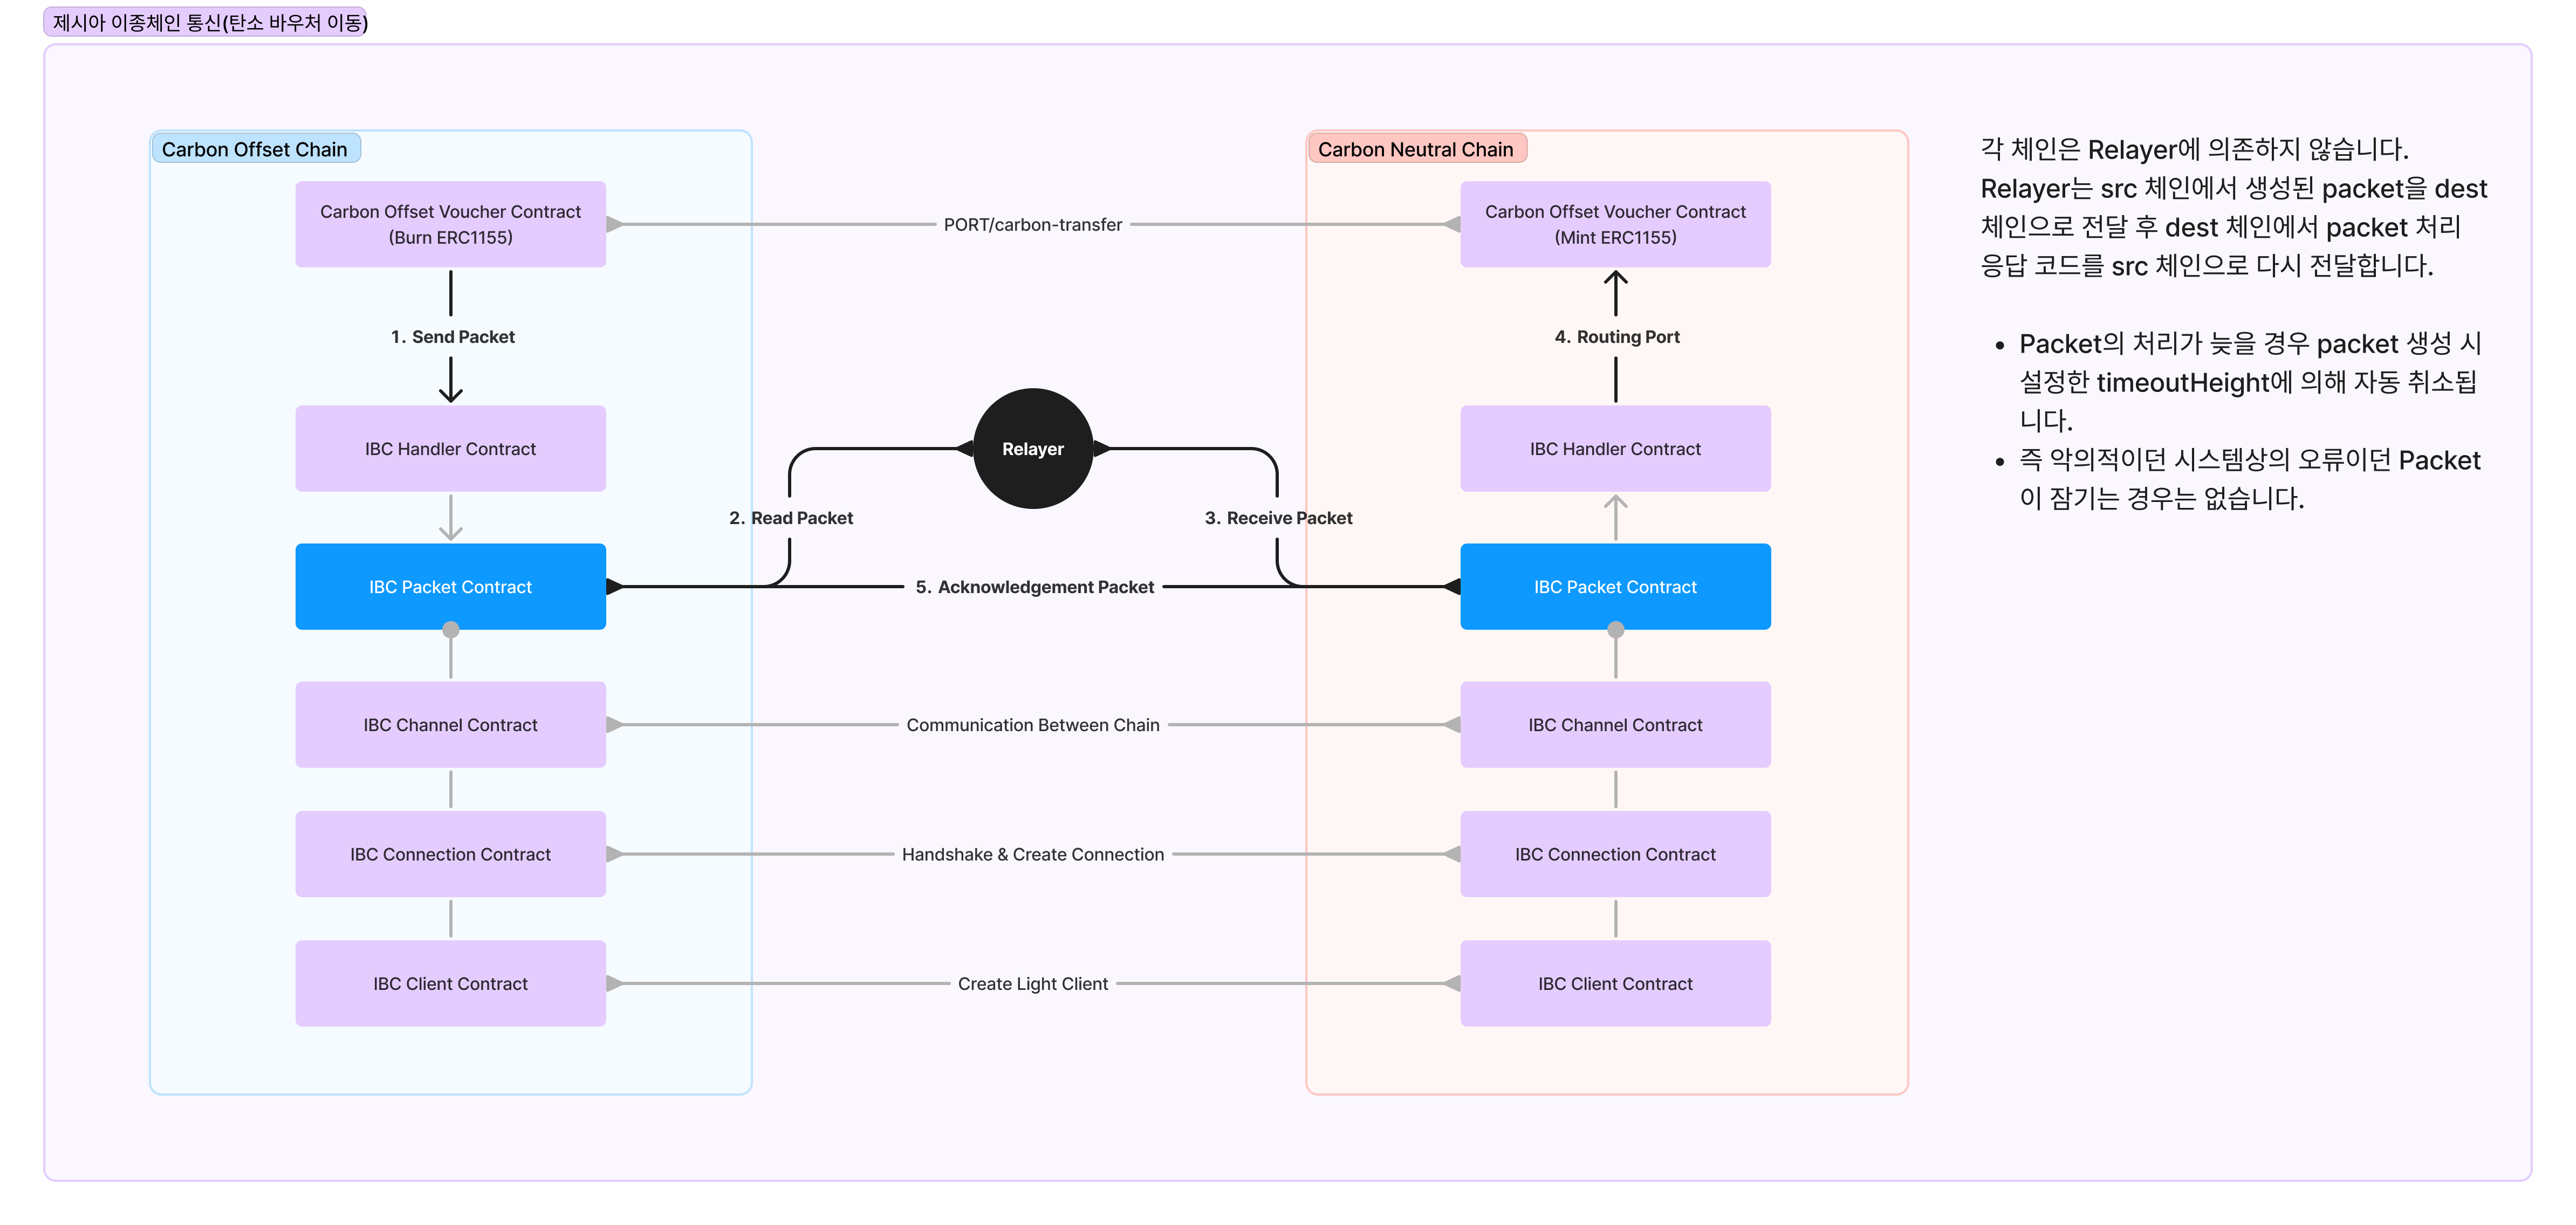 제시아 이종체인 통신(탄소 바우처 이동)
Carbon Offset Chain
Carbon Offset Voucher Contract
(Burn ERC1155)
1. Send Packet
IBC Handler Contract
IBC Packet Contract
IBC Channel Contract
IBC Connection Contract
IBC Client Contract
PORT/carbon-transfer
Relayer
2. Read Packet
3. Receive Packet
5. Acknowledgement Packet
Communication Between Chain
Handshake & Create Connection
Create Light Client
Carbon Neutral Chain
Carbon Offset Voucher Contract
(Mint ERC1155)
4. Routing Port
IBC Handler Contract
IBC Packet Contract
IBC Channel Contract
IBC Connection Contract
IBC Client Contract
각 체인은 Relayer에 의존하지 않습니다.
Relayer는 src 체인에서 생성된 packet을 dest
체인으로 전달 후 dest 체인에서 packet 처리
응답 코드를 src 체인으로 다시 전달합니다.
• Packet의 처리가 늦을 경우 packet 생성 시
설정한 timeoutHeight에 의해 자동 취소됩
니다.
• 즉 악의적이던 시스템상의 오류이던 Packet
이 잠기는 경우는 없습니다.